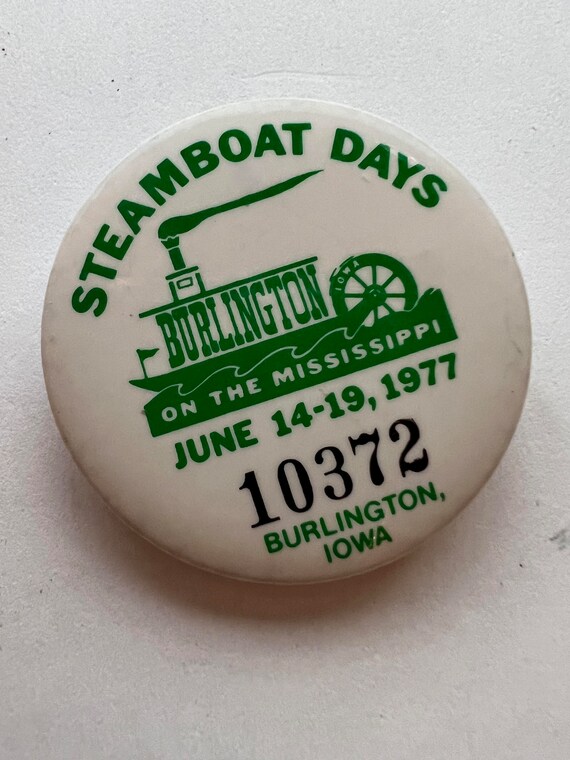 STEAMBOAT DAYS
IOWA
BURLINGTON
ON THE MISSISSIPPI
JUNE 14-19, 1977
10372
BURLINGTON,
IOWA